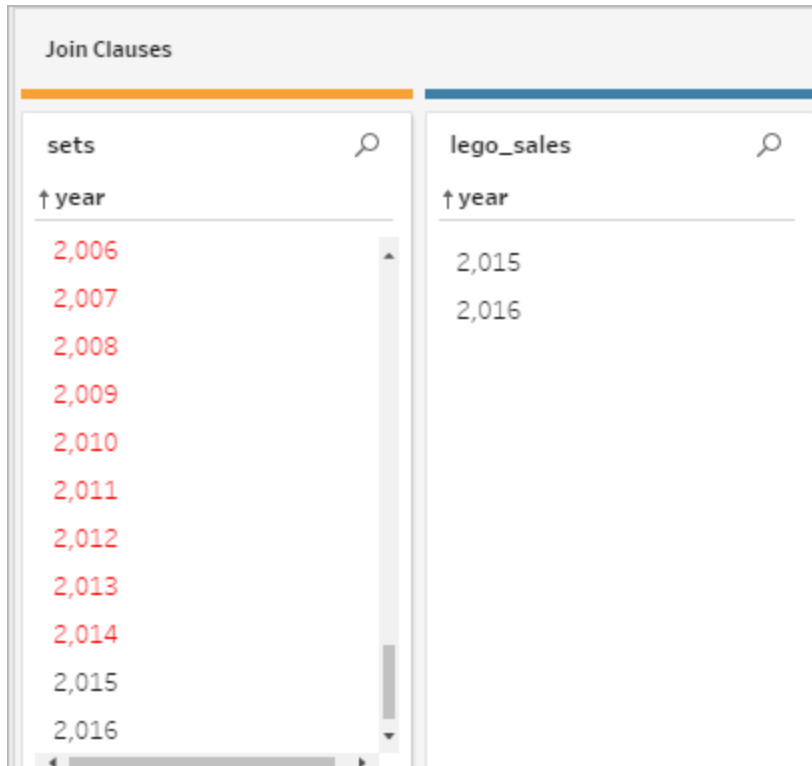 Join Clauses
sets
↑ year
2,006
2,007
2,008
2,009
2,010
2,011
2,012
2,013
2,014
2,015
2,016
lego_sales
↑ year
2,015
2,016